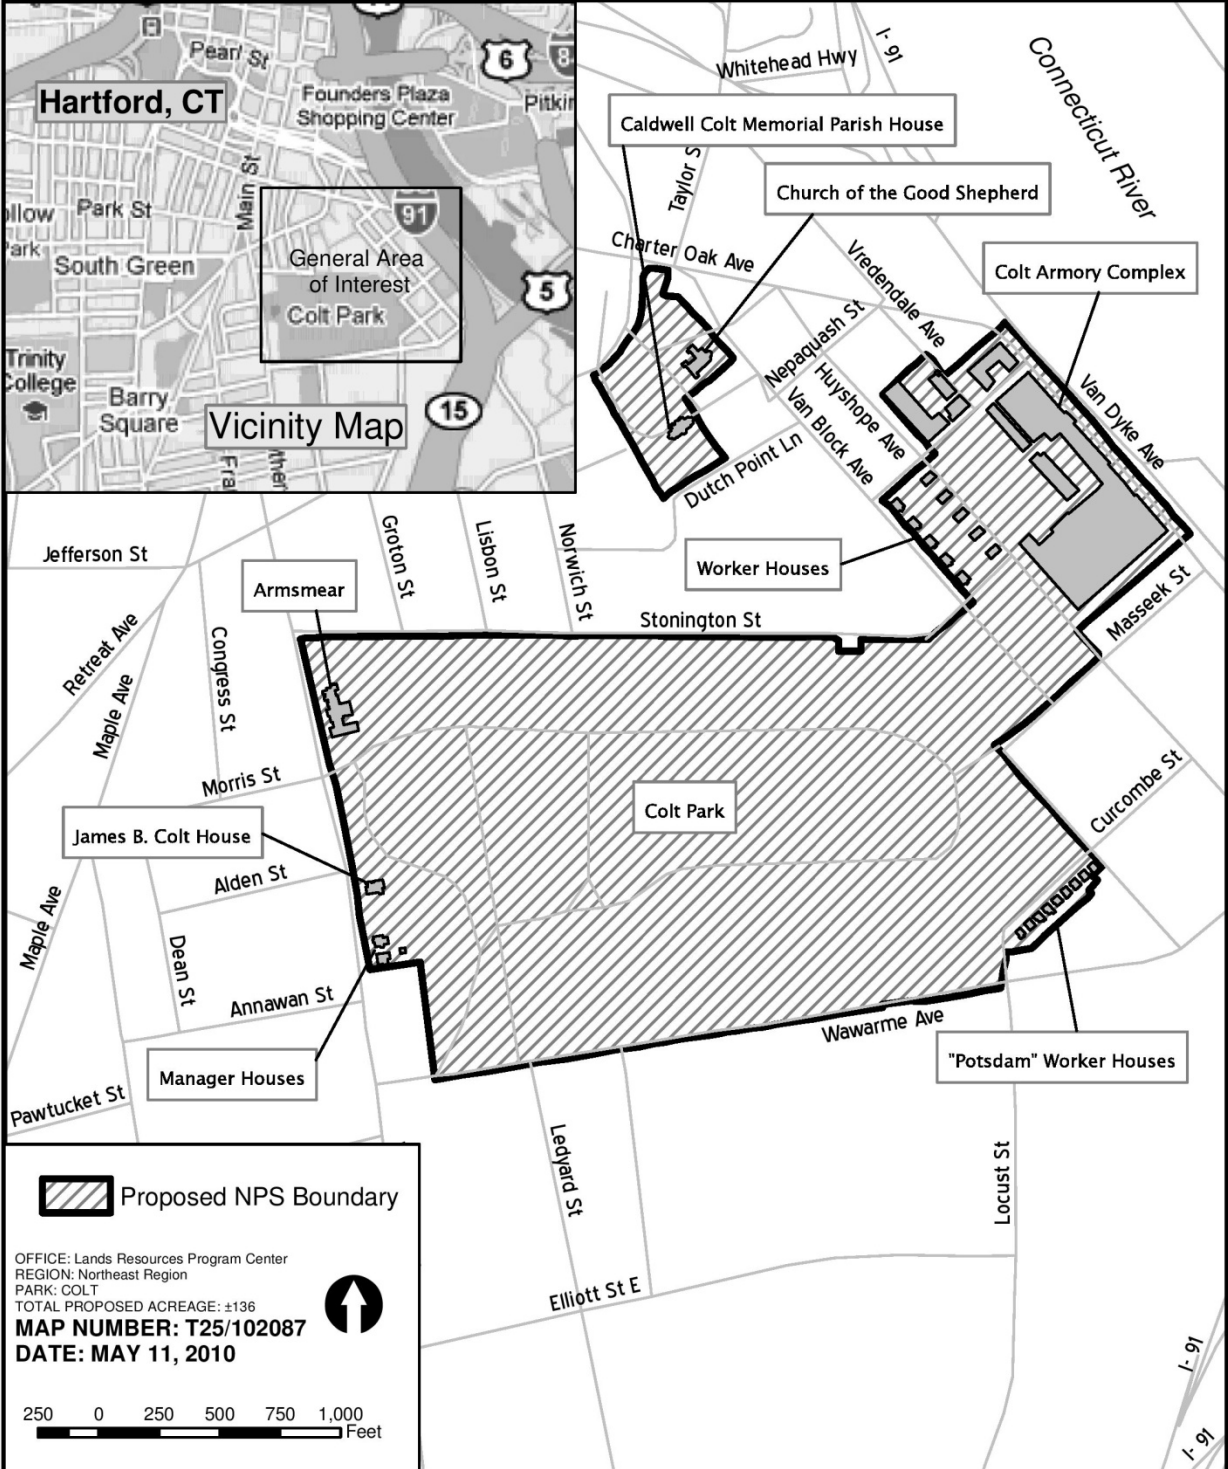 Pearl St
Hartford, CT
Founders Plaza
Shopping Center
6
8
Pitkin
Main St
Park St
ollow
Park
South Green
91
General Area
of Interest
Colt Park
5
Trinity
College
Barry
Square
Vicinity Map
15
Fra
ther
I-91
Whitehead Hwy
Connecticut River
Caldwell Colt Memorial Parish House
Taylor S
Church of the Good Shepherd
Charter Oak Ave
Vredendale Ave
Colt Armory Complex
Nepaquash St
Huyshope Ave
Van Block Ave
Van Dyke Ave
Dutch Point Ln
Jefferson St
Groton St
Lisbon St
Norwich St
Worker Houses
Masseek St
Armsmear
Stonington St
Retreat Ave
Maple Ave
Congress St
Morris St
Colt Park
Curcombe St
James B. Colt House
Alden St
Maple Ave
Dean St
Annawan St
Wawarme Ave
Manager Houses
"Potsdam" Worker Houses
Pawtucket St
Ledyard St
Locust St
Elliott St E
I-91
I-91
Proposed NPS Boundary
OFFICE: Lands Resources Program Center
REGION: Northeast Region
PARK: COLT
TOTAL PROPOSED ACREAGE: ±136
MAP NUMBER: T25/102087
DATE: MAY 11, 2010
250 0 250 500 750 1,000
Feet